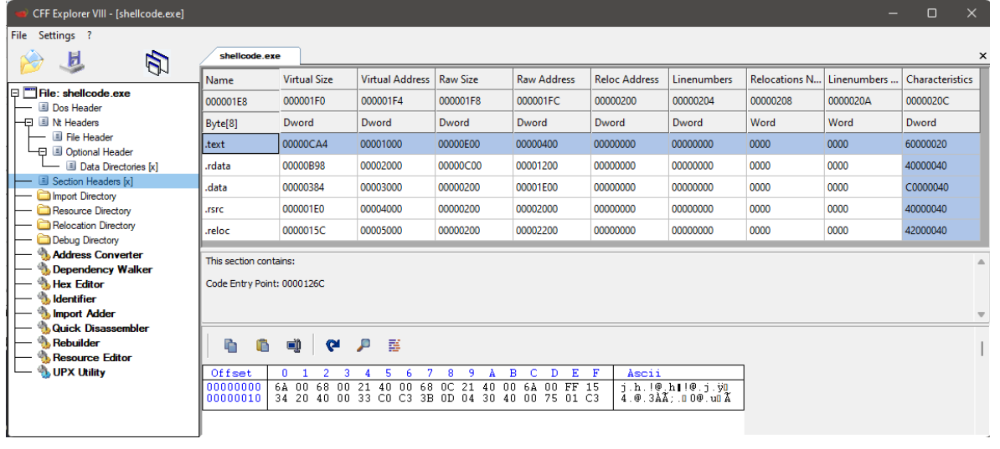 CFF Explorer VIII - [shellcode.exe]
File Settings ?
shellcode.exe
File: shellcode.exe
Dos Header
Nt Headers
File Header
Optional Header
Data Directories [x]
Section Headers [x]
Import Directory
Resource Directory
Relocation Directory
Debug Directory
Address Converter
Dependency Walker
Hex Editor
Identifier
Import Adder
Quick Disassembler
Rebuilder
Resource Editor
UPX Utility
Name Virtual Size Virtual Address Raw Size Raw Address Reloc Address Linenumbers Relocations N... Linenumbers ... Characteristics
000001E8 000001F0 000001F4 000001F8 000001FC 00000200 00000204 00000208 0000020A 0000020C
Byte[8] Dword Dword Dword Dword Dword Dword Word Word Dword
.text 00000CA4 00001000 00000E00 00000400 00000000 00000000 0000 0000 60000020
.rdata 00000B98 00002000 00000C00 00001200 00000000 00000000 0000 0000 40000040
.data 00000384 00003000 00000200 00001E00 00000000 00000000 0000 0000 C0000040
.rsrc 000001E0 00004000 00000200 00002000 00000000 00000000 0000 0000 40000040
.reloc 0000015C 00005000 00000200 00002200 00000000 00000000 0000 0000 42000040
This section contains:
Code Entry Point: 0000126C
Offset 0 1 2 3 4 5 6 7 8 9 A B C D E F Ascii
00000000 6A 00 68 00 21 40 00 68 0C 21 40 00 6A 00 FF 15 j.h.!@.h▮!@.j.ÿ▯
00000010 34 20 40 00 33 C0 C3 3B 0D 04 30 40 00 75 01 C3 4.@.3ÀÃ;.▯0@.u▯Ã